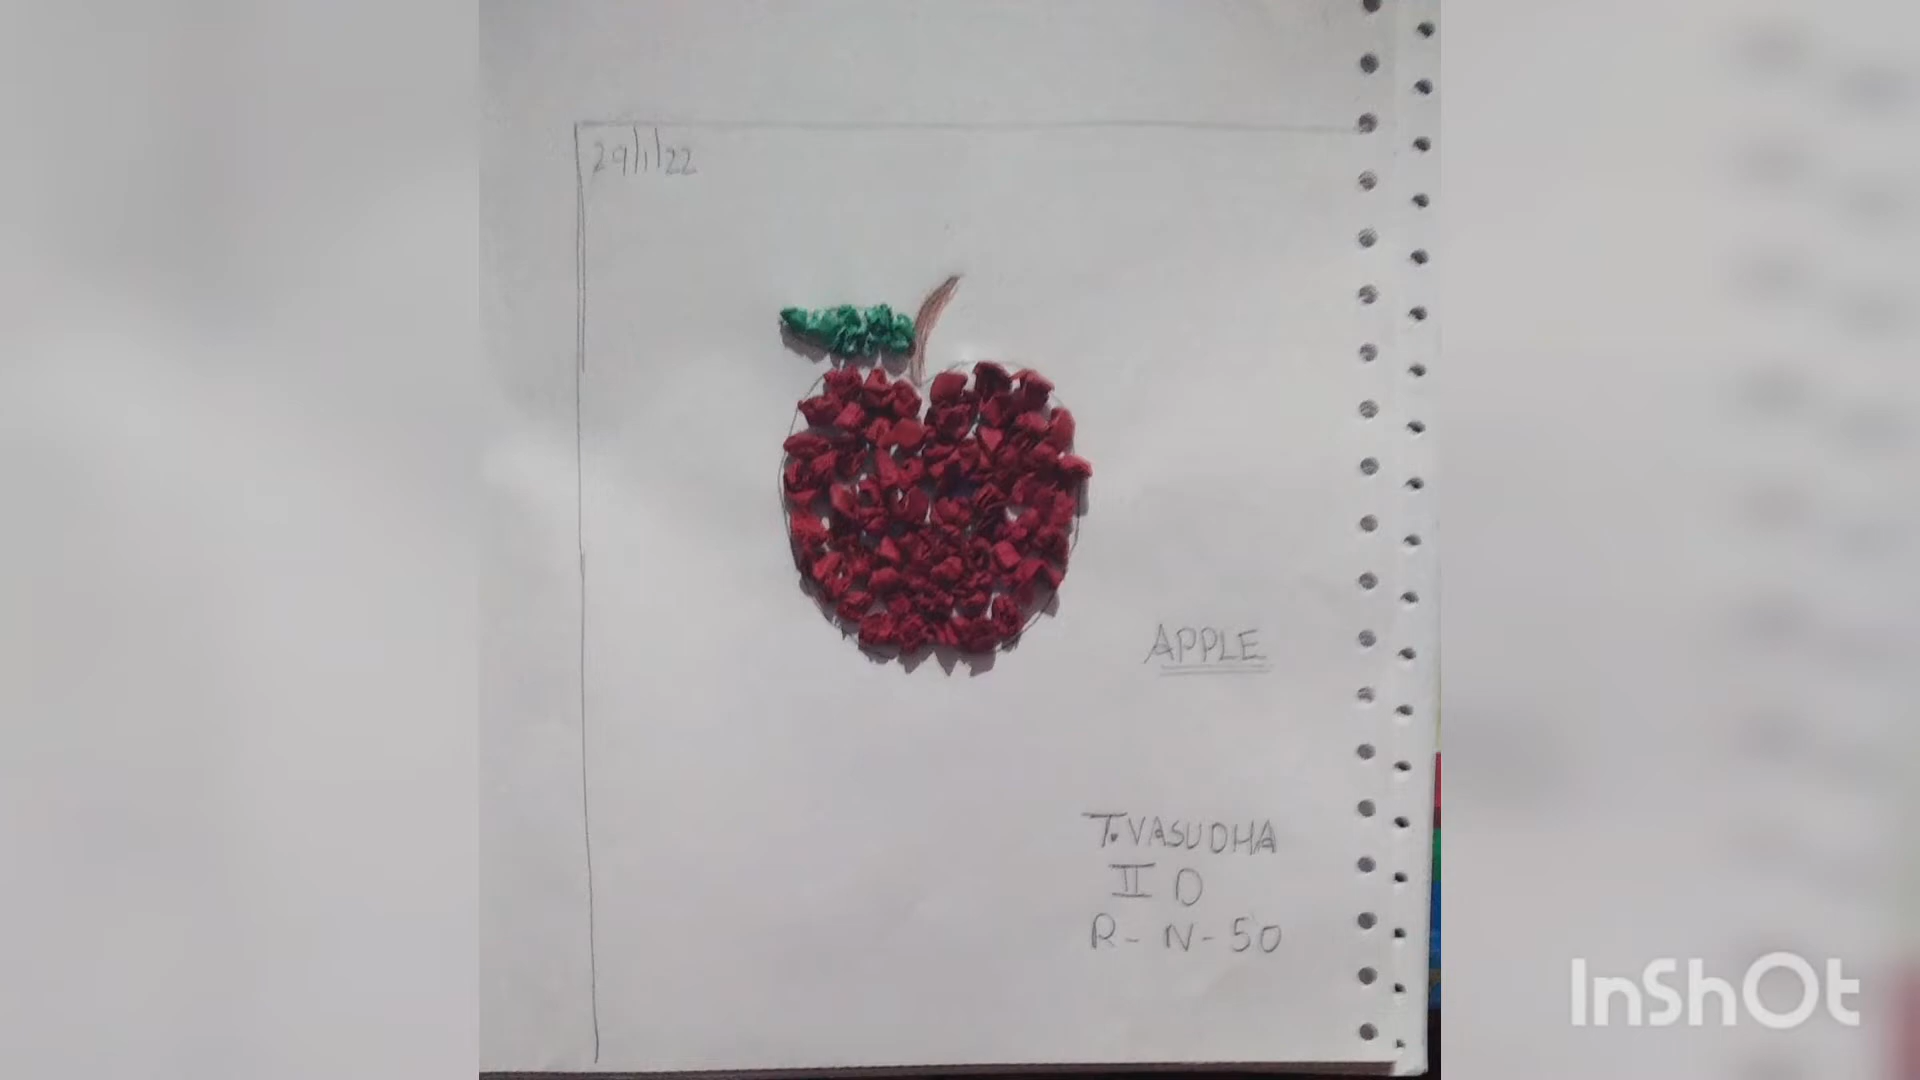 29/1/22
APPLE
T.VASUDHA
II D
R-N-50
InShOt